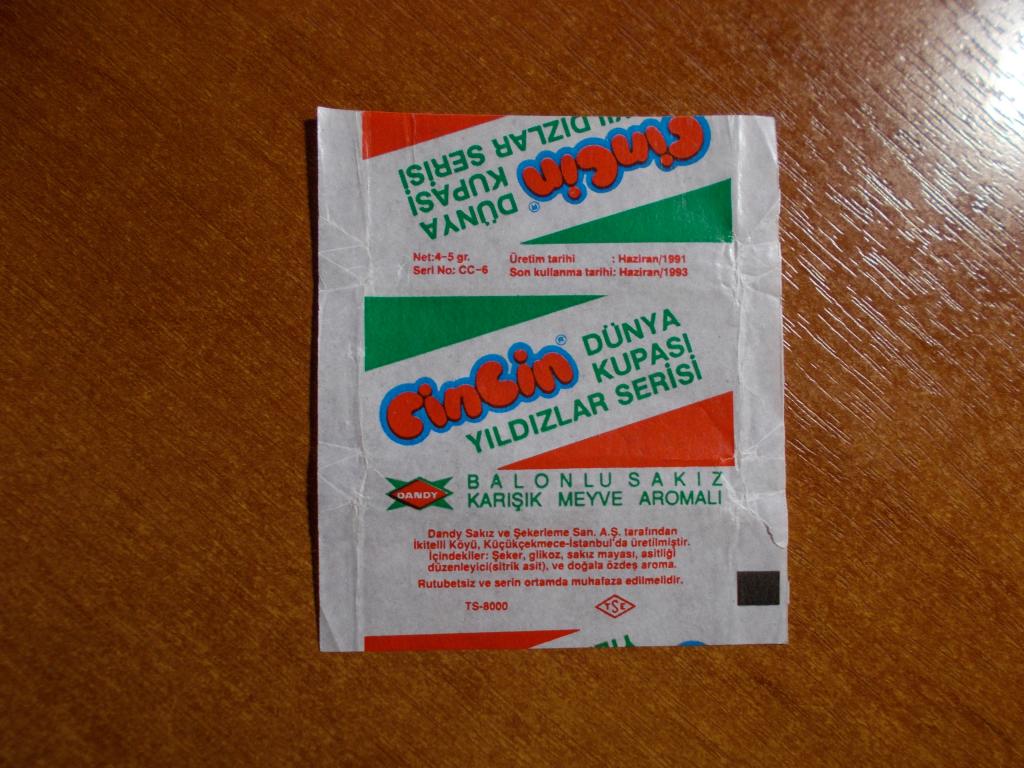 YILDIZLAR SERİSİ
DÜNYA KUPASI
CinCin®
Net:4-5 gr.
Seri No: CC-6
Üretim tarihi : Haziran/1991
Son kullanma tarihi: Haziran/1993
CinCin®
DÜNYA
KUPASI
YILDIZLAR SERİSİ
DANDY
BALONLU SAKIZ
KARIŞIK MEYVE AROMALI
Dandy Sakız ve Şekerleme San. A.Ş. tarafından
İkitelli Köyü, Küçükçekmece-İstanbul'da üretilmiştir.
İçindekiler: Şeker, glikoz, sakız mayası, asitliği
düzenleyici(sitrik asit), ve doğala özdeş aroma.
Rutubetsiz ve serin ortamda muhafaza edilmelidir.
TS-8000
TSE